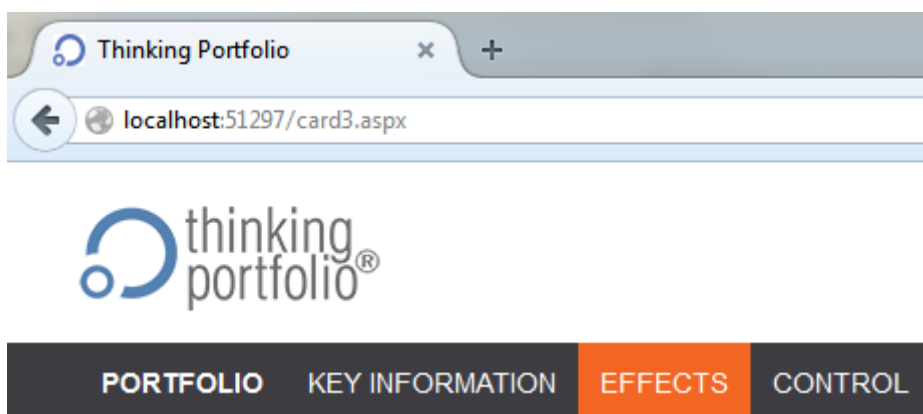 Thinking Portfolio
localhost:51297/card3.aspx
thinking
portfolio®
PORTFOLIO KEY INFORMATION EFFECTS CONTROL